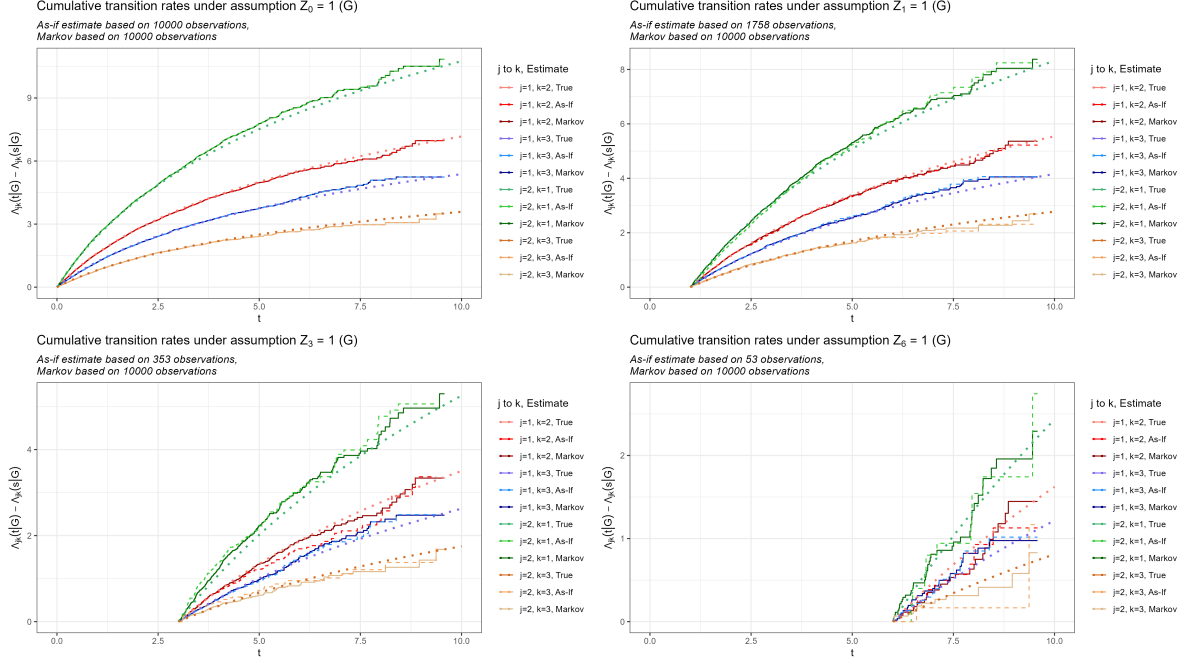 Cumulative transition rates under assumption Z₀ = 1 (G)
As-if estimate based on 10000 observations,
Markov based on 10000 observations
Λjk(t|G) − Λjk(s|G)
9
6
3
0
0.0 2.5 5.0 7.5 10.0
t
j to k, Estimate
j=1, k=2, True
j=1, k=2, As-If
j=1, k=2, Markov
j=1, k=3, True
j=1, k=3, As-If
j=1, k=3, Markov
j=2, k=1, True
j=2, k=1, As-If
j=2, k=1, Markov
j=2, k=3, True
j=2, k=3, As-If
j=2, k=3, Markov
Cumulative transition rates under assumption Z₁ = 1 (G)
As-if estimate based on 1758 observations,
Markov based on 10000 observations
Λjk(t|G) − Λjk(s|G)
8
6
4
2
0
0.0 2.5 5.0 7.5 10.0
t
j to k, Estimate
j=1, k=2, True
j=1, k=2, As-If
j=1, k=2, Markov
j=1, k=3, True
j=1, k=3, As-If
j=1, k=3, Markov
j=2, k=1, True
j=2, k=1, As-If
j=2, k=1, Markov
j=2, k=3, True
j=2, k=3, As-If
j=2, k=3, Markov
Cumulative transition rates under assumption Z₃ = 1 (G)
As-if estimate based on 353 observations,
Markov based on 10000 observations
Λjk(t|G) − Λjk(s|G)
4
2
0
0.0 2.5 5.0 7.5 10.0
t
j to k, Estimate
j=1, k=2, True
j=1, k=2, As-If
j=1, k=2, Markov
j=1, k=3, True
j=1, k=3, As-If
j=1, k=3, Markov
j=2, k=1, True
j=2, k=1, As-If
j=2, k=1, Markov
j=2, k=3, True
j=2, k=3, As-If
j=2, k=3, Markov
Cumulative transition rates under assumption Z₆ = 1 (G)
As-if estimate based on 53 observations,
Markov based on 10000 observations
Λjk(t|G) − Λjk(s|G)
2
1
0
0.0 2.5 5.0 7.5 10.0
t
j to k, Estimate
j=1, k=2, True
j=1, k=2, As-If
j=1, k=2, Markov
j=1, k=3, True
j=1, k=3, As-If
j=1, k=3, Markov
j=2, k=1, True
j=2, k=1, As-If
j=2, k=1, Markov
j=2, k=3, True
j=2, k=3, As-If
j=2, k=3, Markov